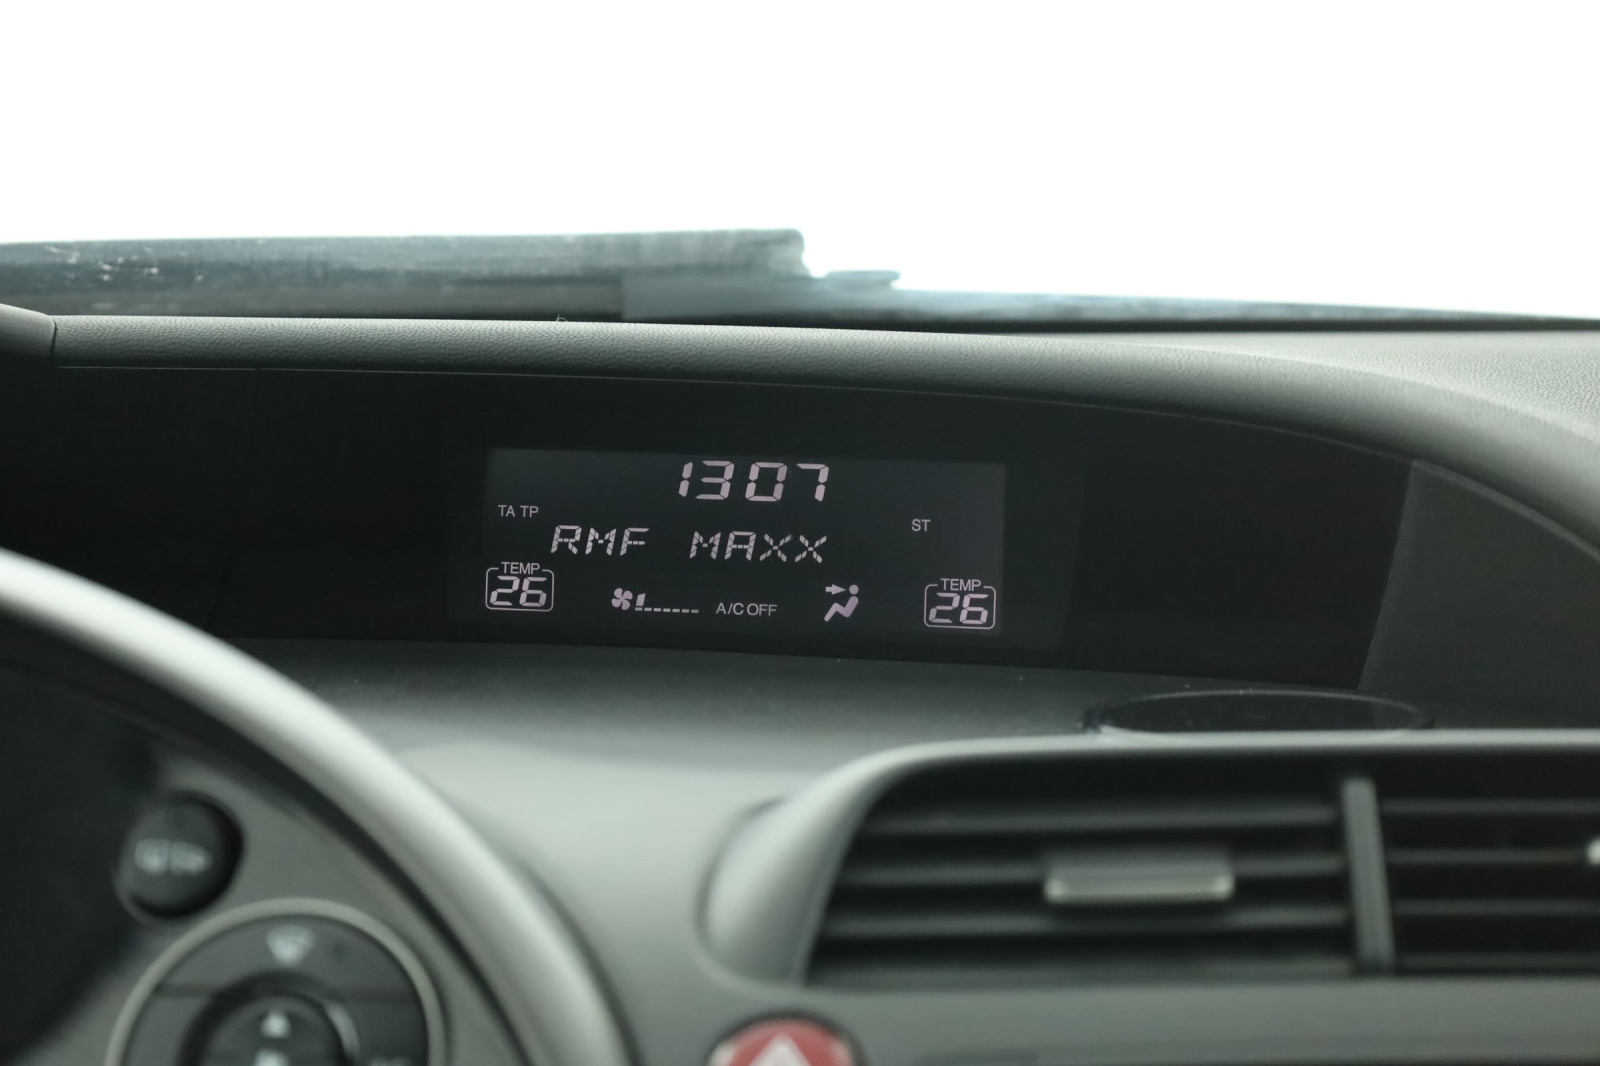 1307
TA TP
ST
RMF MAXX
TEMP
26
A/C OFF
TEMP
26